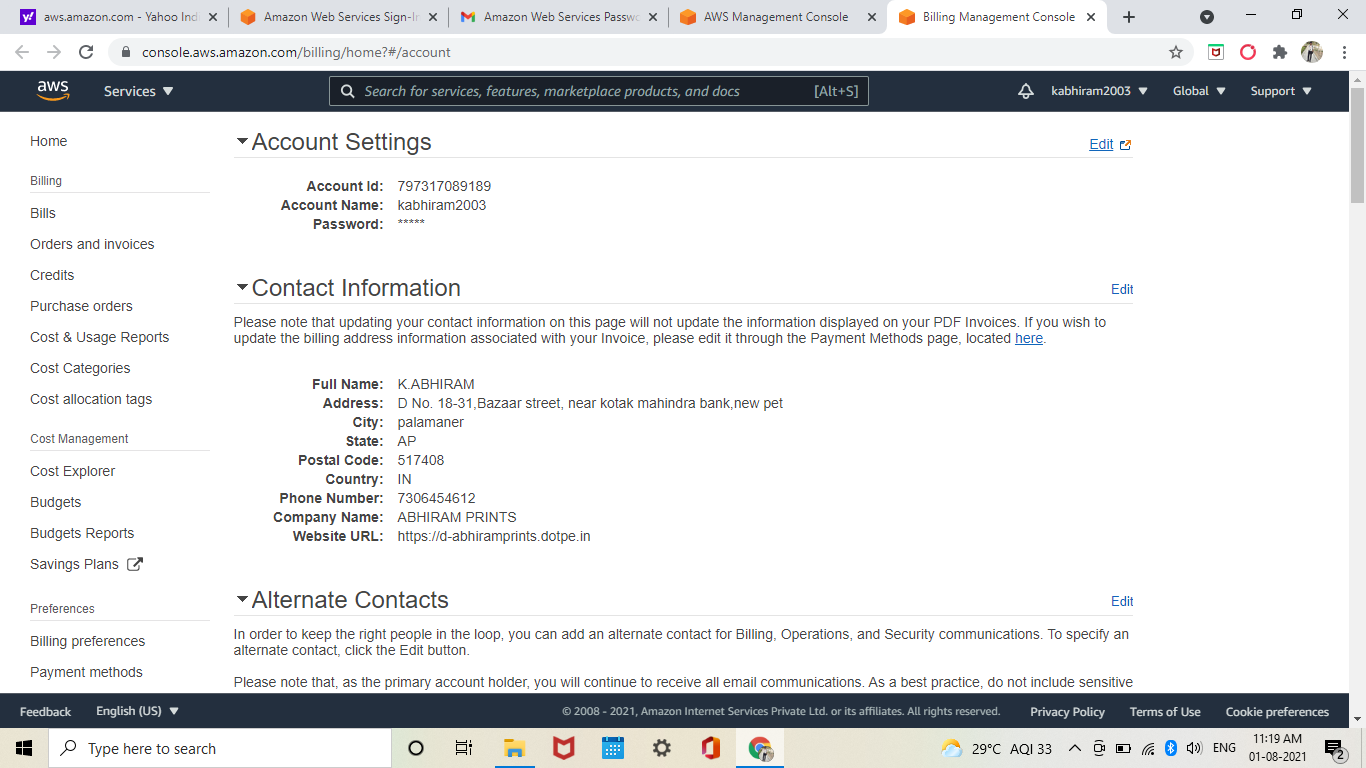 aws.amazon.com - Yahoo Ind
Amazon Web Services Sign-In
Amazon Web Services Passwo
AWS Management Console
Billing Management Console
console.aws.amazon.com/billing/home?#/account
aws
Services
Search for services, features, marketplace products, and docs
[Alt+S]
kabhiram2003
Global
Support
Home
Billing
Bills
Orders and invoices
Credits
Purchase orders
Cost & Usage Reports
Cost Categories
Cost allocation tags
Cost Management
Cost Explorer
Budgets
Budgets Reports
Savings Plans
Preferences
Billing preferences
Payment methods
Account Settings
Edit
Account Id: 797317089189
Account Name: kabhiram2003
Password: *****
Contact Information
Edit
Please note that updating your contact information on this page will not update the information displayed on your PDF Invoices. If you wish to
update the billing address information associated with your Invoice, please edit it through the Payment Methods page, located here.
Full Name: K.ABHIRAM
Address: D No. 18-31,Bazaar street, near kotak mahindra bank,new pet
City: palamaner
State: AP
Postal Code: 517408
Country: IN
Phone Number: 7306454612
Company Name: ABHIRAM PRINTS
Website URL: https://d-abhiramprints.dotpe.in
Alternate Contacts
Edit
In order to keep the right people in the loop, you can add an alternate contact for Billing, Operations, and Security communications. To specify an
alternate contact, click the Edit button.
Please note that, as the primary account holder, you will continue to receive all email communications. As a best practice, do not include sensitive
Feedback
English (US)
© 2008 - 2021, Amazon Internet Services Private Ltd. or its affiliates. All rights reserved.
Privacy Policy
Terms of Use
Cookie preferences
Type here to search
29°C AQI 33
ENG
11:19 AM
01-08-2021
2